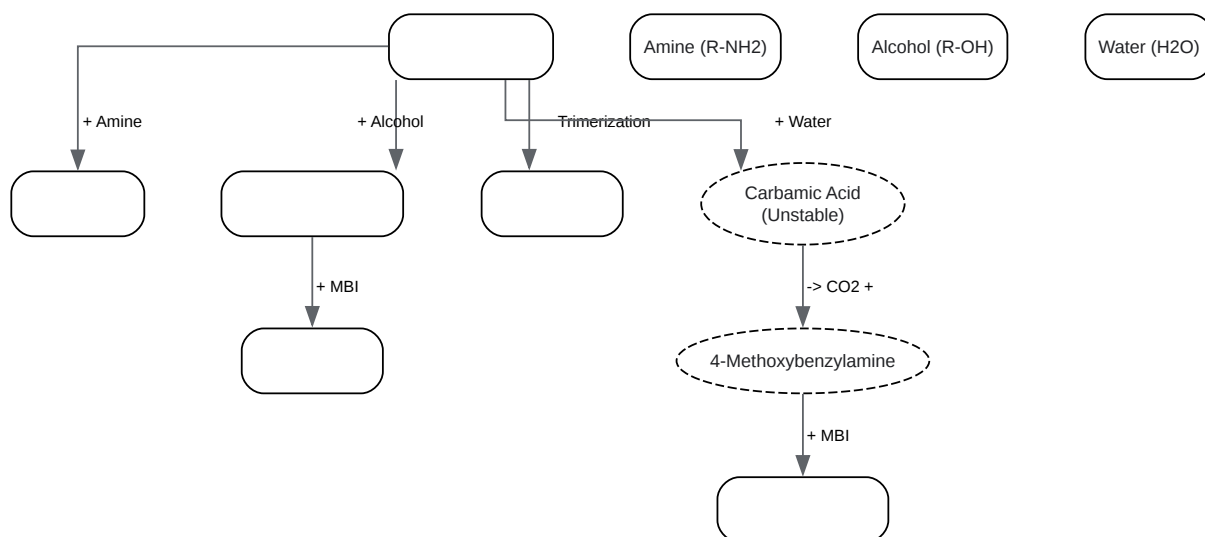 Amine (R-NH2)
Alcohol (R-OH)
Water (H2O)
+ Amine
+ Alcohol
Trimerization
+ Water
Carbamic Acid
(Unstable)
+ MBI
-> CO2 +
4-Methoxybenzylamine
+ MBI